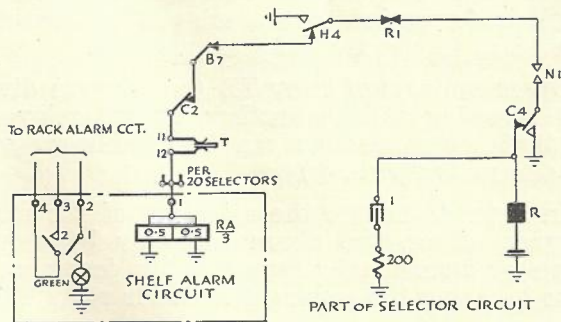 H4
R1
B7
N1
C2
C4
11
T
12
TO RACK ALARM CCT.
PER
20 SELECTORS
4 3 2
1
1
RA
3
0.5 0.5
2 1
R
200
GREEN
SHELF ALARM
CIRCUIT
PART OF SELECTOR CIRCUIT